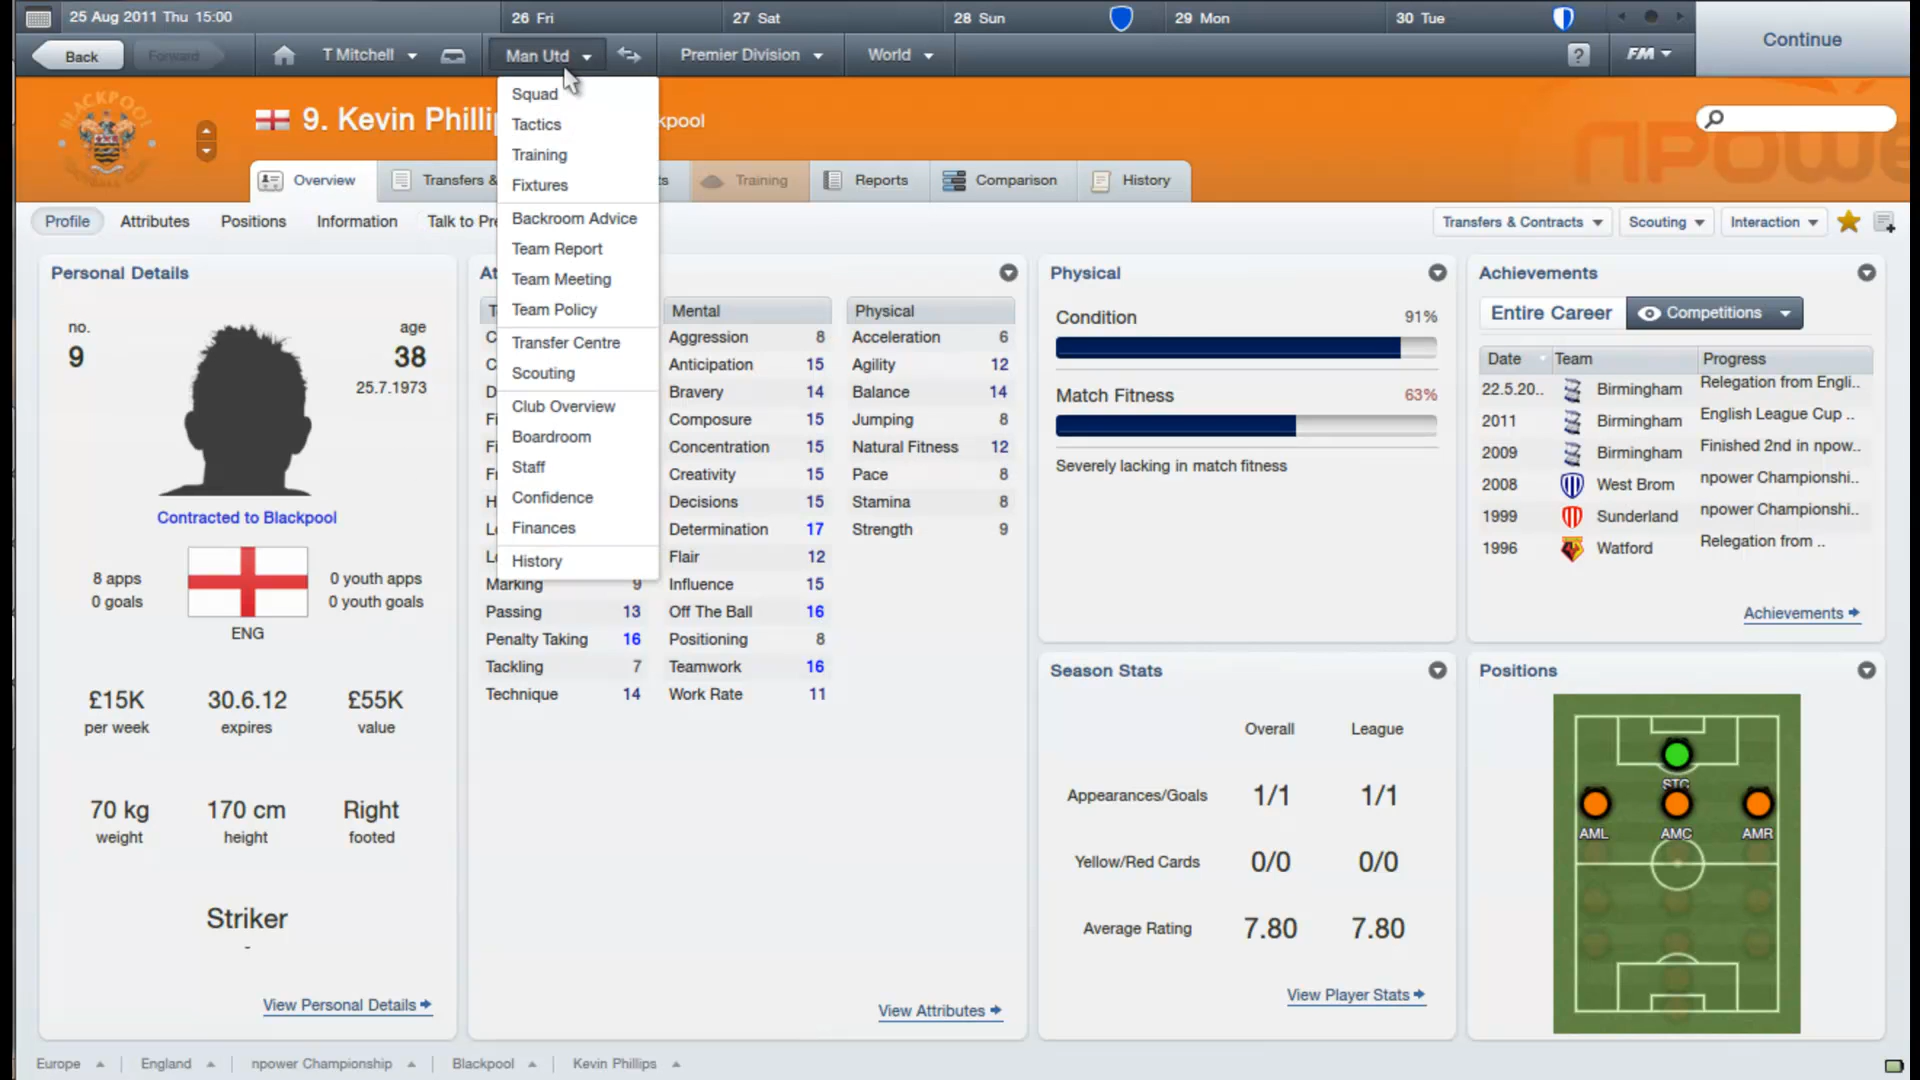 25 Aug 2011 Thu 15:00
26 Fri
27 Sat
28 Sun
29 Mon
30 Tue
Continue
Back
Forward
T Mitchell
Man Utd
Premier Division
World
?
FM
BLACKPOOL
9. Kevin Phillip
kpool
npower
Overview
Transfers &
ts
Training
Reports
Comparison
History
Profile
Attributes
Positions
Information
Talk to Pre
Transfers & Contracts
Scouting
Interaction
Squad
Tactics
Training
Fixtures
Backroom Advice
Team Report
Team Meeting
Team Policy
Transfer Centre
Scouting
Club Overview
Boardroom
Staff
Confidence
Finances
History
Personal Details
no.
9
age
38
25.7.1973
Contracted to Blackpool
8 apps
0 goals
0 youth apps
0 youth goals
ENG
£15K
per week
30.6.12
expires
£55K
value
70 kg
weight
170 cm
height
Right
footed
Striker
-
View Personal Details
At
Marking 9
Passing 13
Penalty Taking 16
Tackling 7
Technique 14
Mental
Aggression 8
Anticipation 15
Bravery 14
Composure 15
Concentration 15
Creativity 15
Decisions 15
Determination 17
Flair 12
Influence 15
Off The Ball 16
Positioning 8
Teamwork 16
Work Rate 11
Physical
Acceleration 6
Agility 12
Balance 14
Jumping 8
Natural Fitness 12
Pace 8
Stamina 8
Strength 9
View Attributes
Physical
Condition 91%
Match Fitness 63%
Severely lacking in match fitness
Season Stats
Overall League
Appearances/Goals 1/1 1/1
Yellow/Red Cards 0/0 0/0
Average Rating 7.80 7.80
View Player Stats
Achievements
Entire Career
Competitions
Date Team Progress
22.5.20.. Birmingham Relegation from Engli..
2011 Birmingham English League Cup ..
2009 Birmingham Finished 2nd in npow..
2008 West Brom npower Championshi..
1999 Sunderland npower Championshi..
1996 Watford Relegation from ..
Achievements
Positions
STC
AML
AMC
AMR
Europe
England
npower Championship
Blackpool
Kevin Phillips